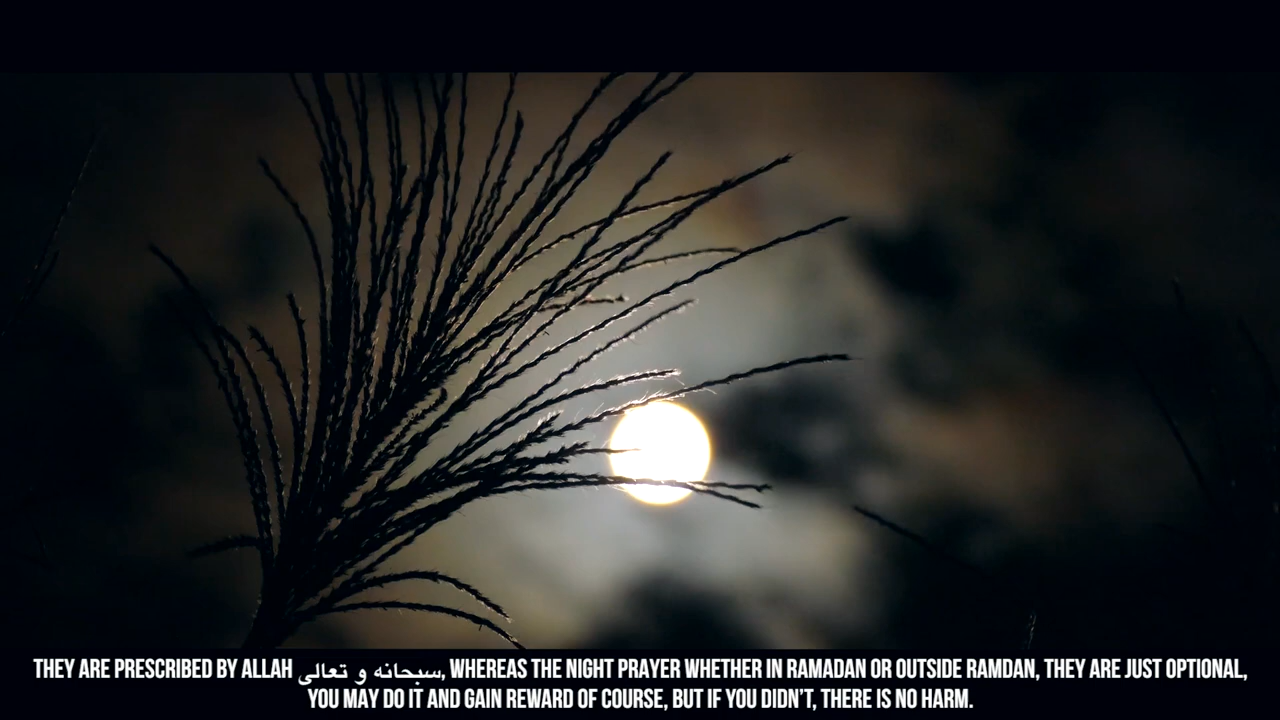 THEY ARE PRESCRIBED BY ALLAH سبحانه و تعالى, WHEREAS THE NIGHT PRAYER WHETHER IN RAMADAN OR OUTSIDE RAMDAN, THEY ARE JUST OPTIONAL,
YOU MAY DO IT AND GAIN REWARD OF COURSE, BUT IF YOU DIDN'T, THERE IS NO HARM.